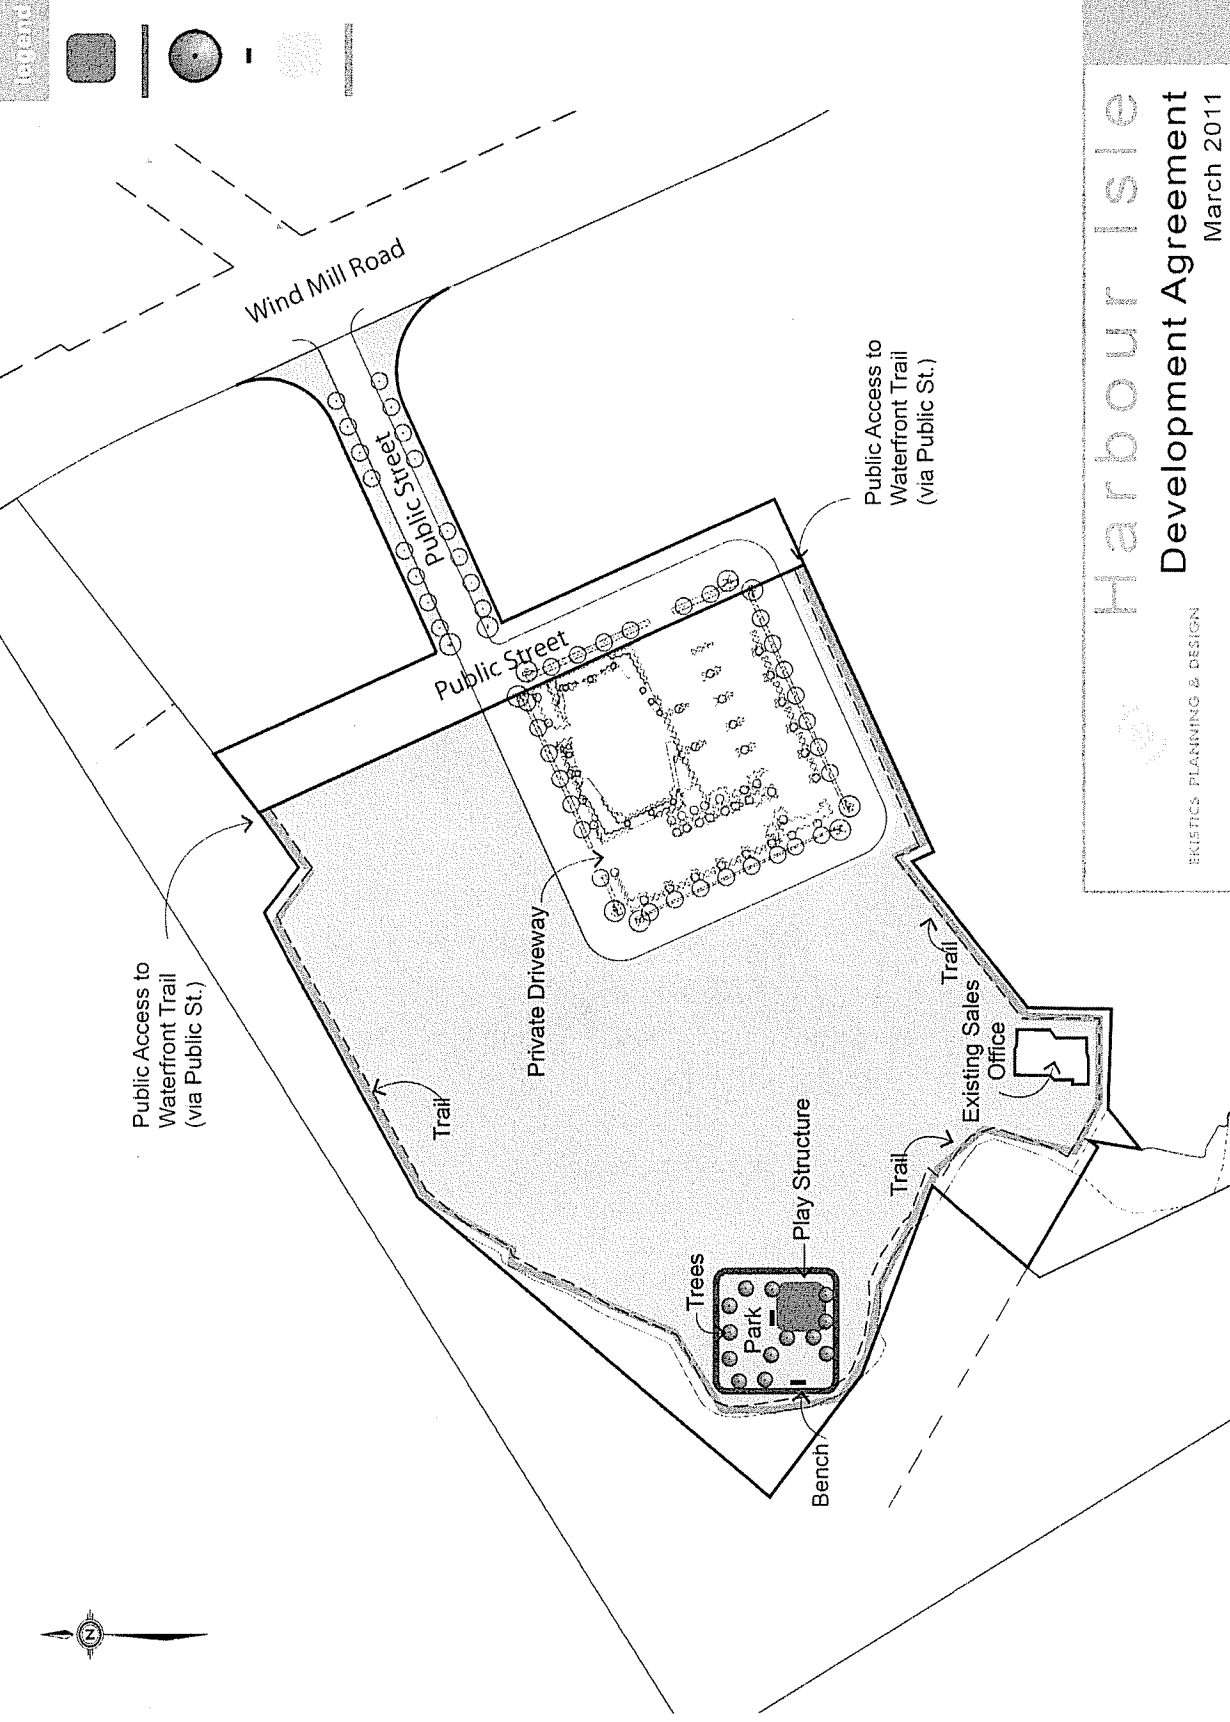 legend
Wind Mill Road
Public Street
Public Street
Public Access to
Waterfront Trail
(via Public St.)
Public Access to
Waterfront Trail
(via Public St.)
Private Driveway
Trail
Trail
Trail
Existing Sales
Office
Play Structure
Trees
Park
Bench
N
Harbour Isle
Development Agreement
March 2011
EKISTICS PLANNING & DESIGN